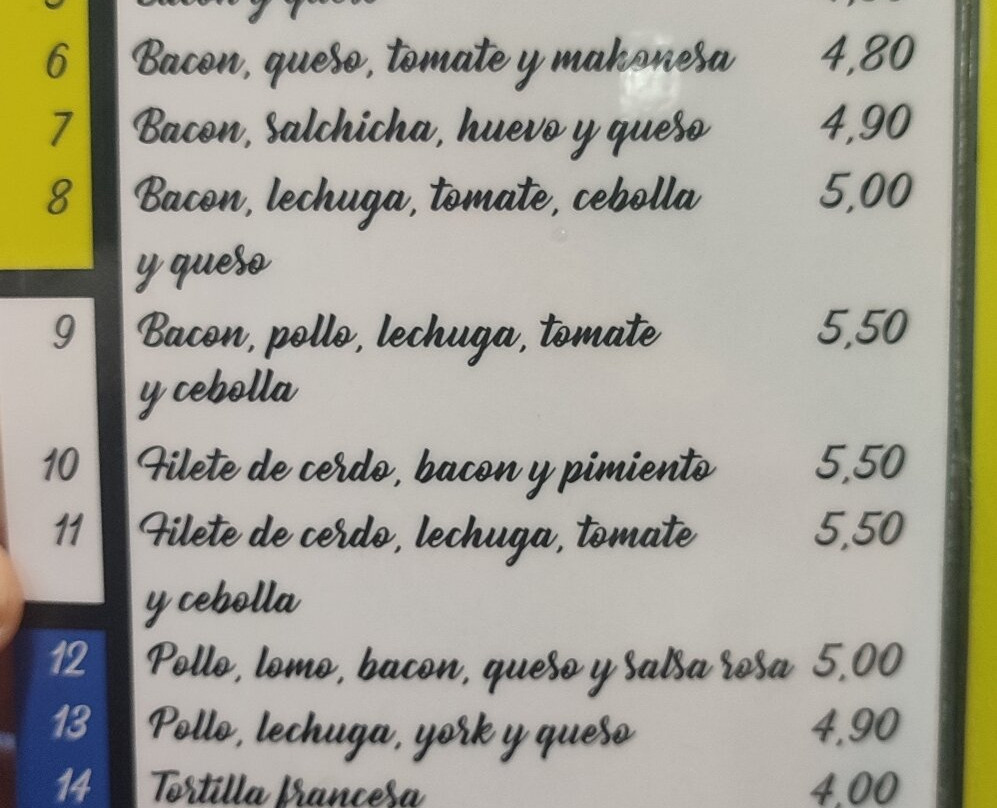 Bacon y queso
6 Bacon, queso, tomate y makonesa 4,80
7 Bacon, salchicha, huevo y queso 4,90
8 Bacon, lechuga, tomate, cebolla 5,00
y queso
9 Bacon, pollo, lechuga, tomate 5,50
y cebolla
10 Filete de cerdo, bacon y pimiento 5,50
11 Filete de cerdo, lechuga, tomate 5,50
y cebolla
12 Pollo, lomo, bacon, queso y salsa rosa 5,00
13 Pollo, lechuga, york y queso 4,90
14 Tortilla francesa 4,00